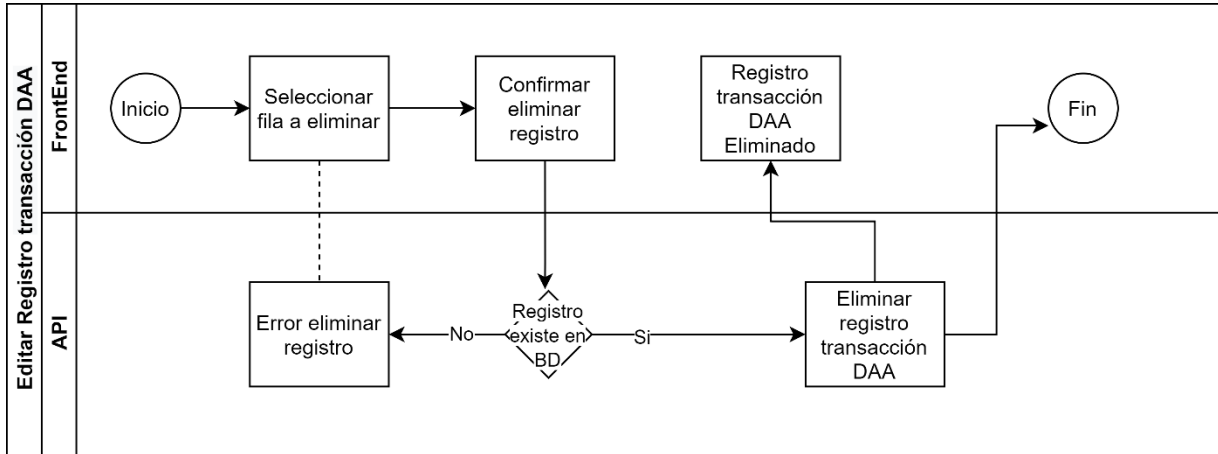 Editar Registro transacción DAA
FrontEnd
Inicio
Seleccionar
fila a eliminar
Confirmar
eliminar
registro
Registro
transacción
DAA
Eliminado
Fin
API
Error eliminar
registro
No
Registro
existe en
BD
Si
Eliminar
registro
transacción
DAA